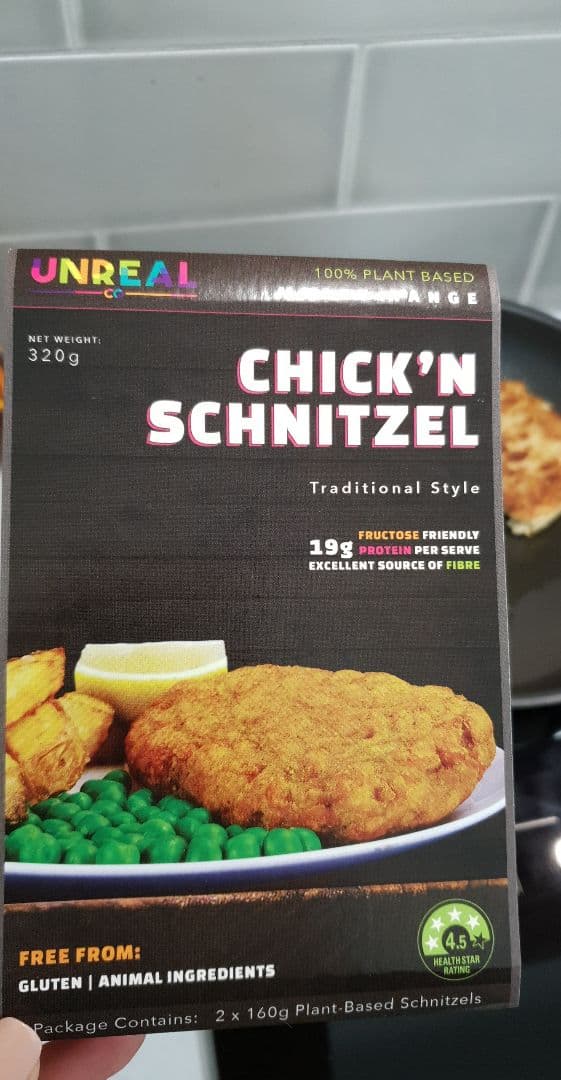 UNREAL
CO
100% PLANT BASED
ANGE
NET WEIGHT:
320g
CHICK'N
SCHNITZEL
Traditional Style
FRUCTOSE FRIENDLY
19g PROTEIN PER SERVE
EXCELLENT SOURCE OF FIBRE
FREE FROM:
GLUTEN | ANIMAL INGREDIENTS
4.5
HEALTH STAR
RATING
Package Contains: 2 x 160g Plant-Based Schnitzels